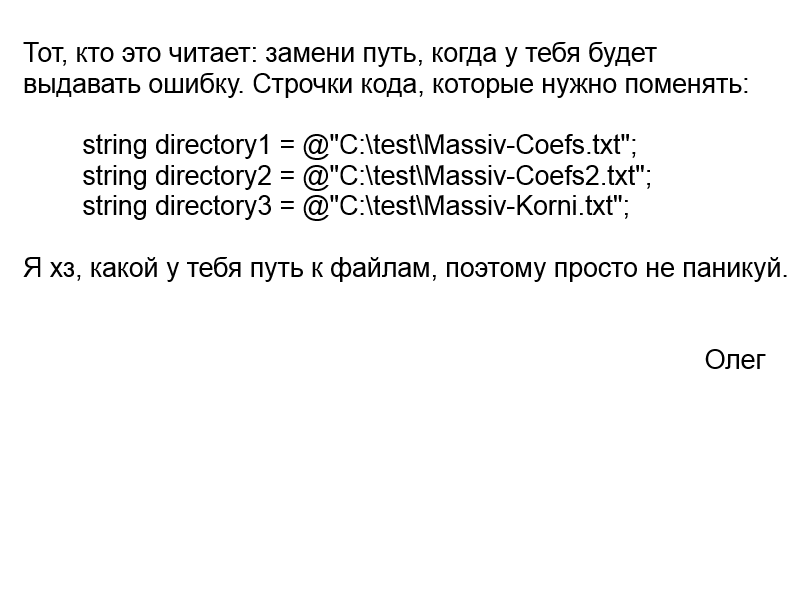 Тот, кто это читает: замени путь, когда у тебя будет
выдавать ошибку. Строчки кода, которые нужно поменять:
string directory1 = @"C:\test\Massiv-Coefs.txt";
string directory2 = @"C:\test\Massiv-Coefs2.txt";
string directory3 = @"C:\test\Massiv-Korni.txt";
Я хз, какой у тебя путь к файлам, поэтому просто не паникуй.
Олег